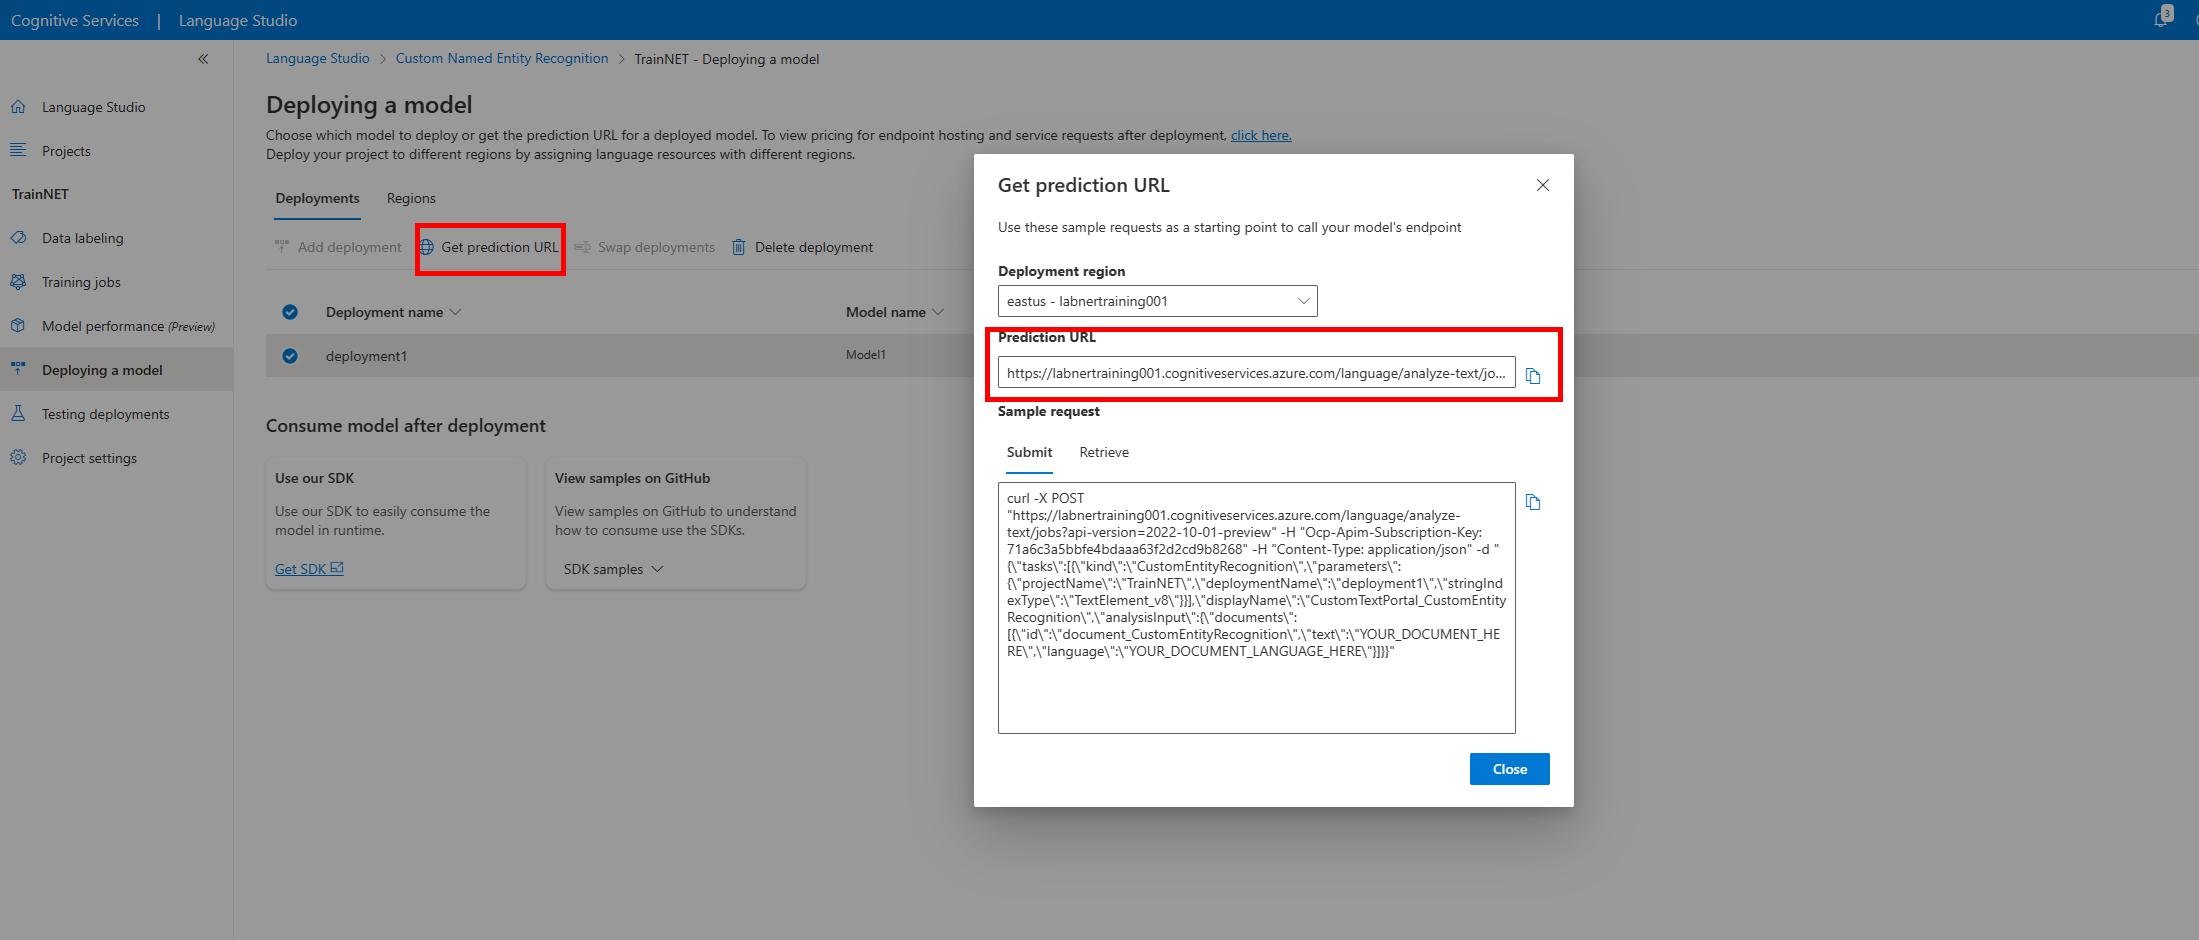 Cognitive Services | Language Studio
3
Language Studio > Custom Named Entity Recognition > TrainNET - Deploying a model
Language Studio
Projects
TrainNET
Data labeling
Training jobs
Model performance (Preview)
Deploying a model
Testing deployments
Project settings
Deploying a model
Choose which model to deploy or get the prediction URL for a deployed model. To view pricing for endpoint hosting and service requests after deployment, click here.
Deploy your project to different regions by assigning language resources with different regions.
Deployments Regions
Add deployment Get prediction URL Swap deployments Delete deployment
Deployment name Model name
deployment1 Model1
Consume model after deployment
Use our SDK
Use our SDK to easily consume the
model in runtime.
Get SDK
View samples on GitHub
View samples on GitHub to understand
how to consume use the SDKs.
SDK samples
Get prediction URL
Use these sample requests as a starting point to call your model's endpoint
Deployment region
eastus - labnertraining001
Prediction URL
https://labnertraining001.cognitiveservices.azure.com/language/analyze-text/jo...
Sample request
Submit Retrieve
curl -X POST
"https://labnertraining001.cognitiveservices.azure.com/language/analyze-
text/jobs?api-version=2022-10-01-preview" -H "Ocp-Apim-Subscription-Key:
71a6c3a5bbfe4bdaaa63f2d2cd9b8268" -H "Content-Type: application/json" -d "
{\"tasks\":[{\"kind\":\"CustomEntityRecognition\",\"parameters\":
{\"projectName\":\"TrainNET\",\"deploymentName\":\"deployment1\",\"stringInd
exType\":\"TextElement_v8\"}}],\"displayName\":\"CustomTextPortal_CustomEntity
Recognition\",\"analysisInput\":{\"documents\":
[{\"id\":\"document_CustomEntityRecognition\",\"text\":\"YOUR_DOCUMENT_HE
RE\",\"language\":\"YOUR_DOCUMENT_LANGUAGE_HERE\"}]}}"
Close